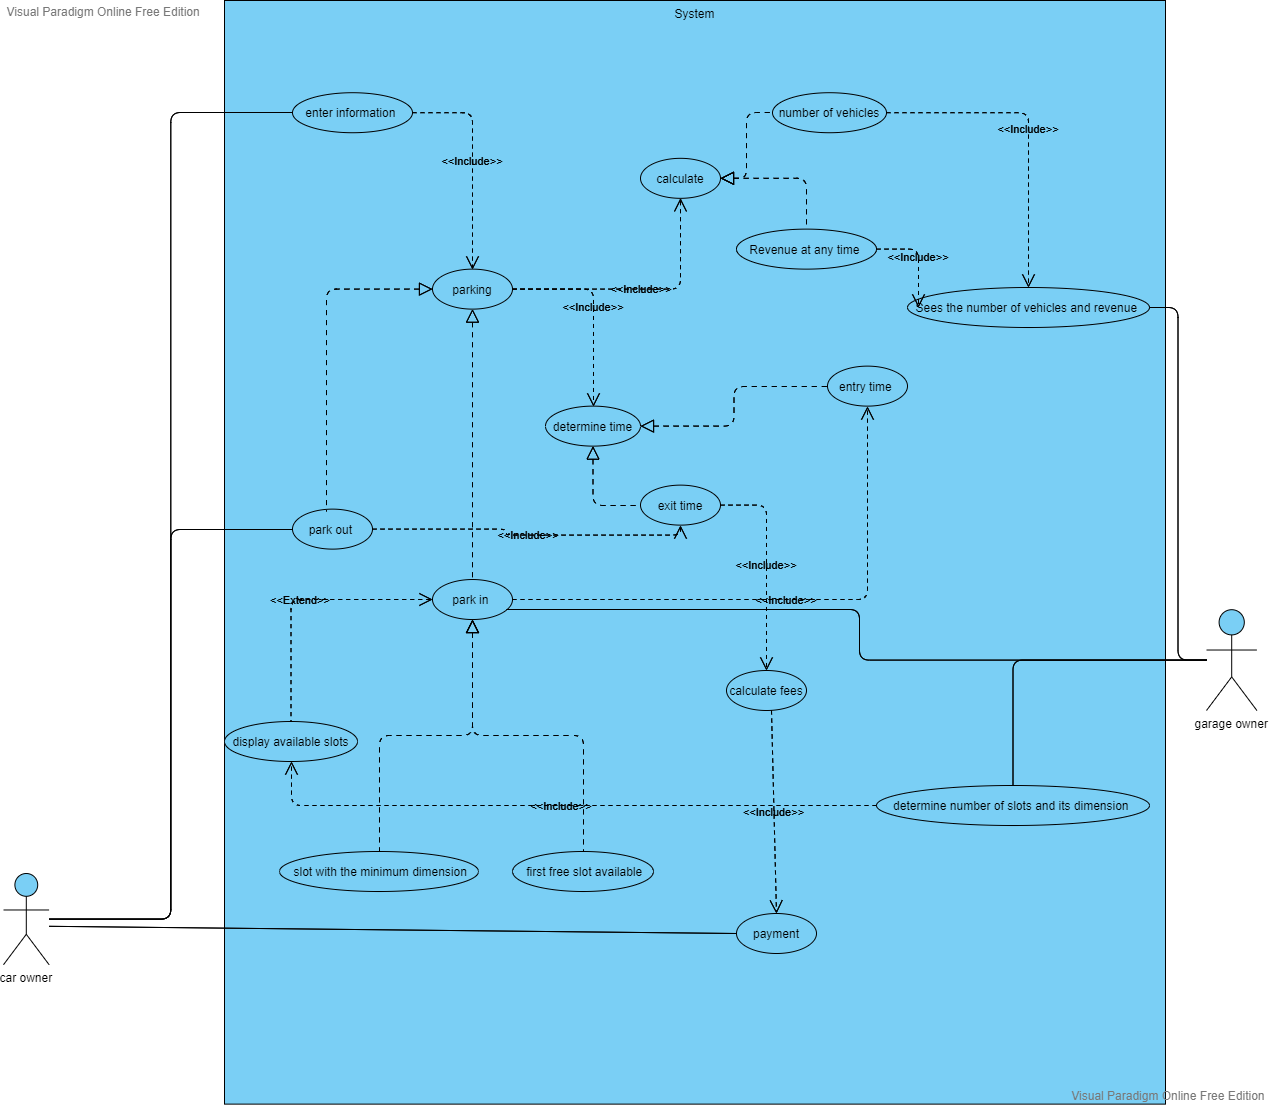 Visual Paradigm Online Free Edition
System
enter information
number of vehicles
<<Include>>
<<Include>>
calculate
Revenue at any time
<<Include>>
parking
<<Include>>
<<Include>>
Sees the number of vehicles and revenue
entry time
determine time
exit time
park out
<<Include>>
<<Include>>
<<Extend>>
park in
<<Include>>
calculate fees
garage owner
display available slots
<<Include>>
determine number of slots and its dimension
<<Include>>
slot with the minimum dimension
first free slot available
payment
car owner
Visual Paradigm Online Free Edition